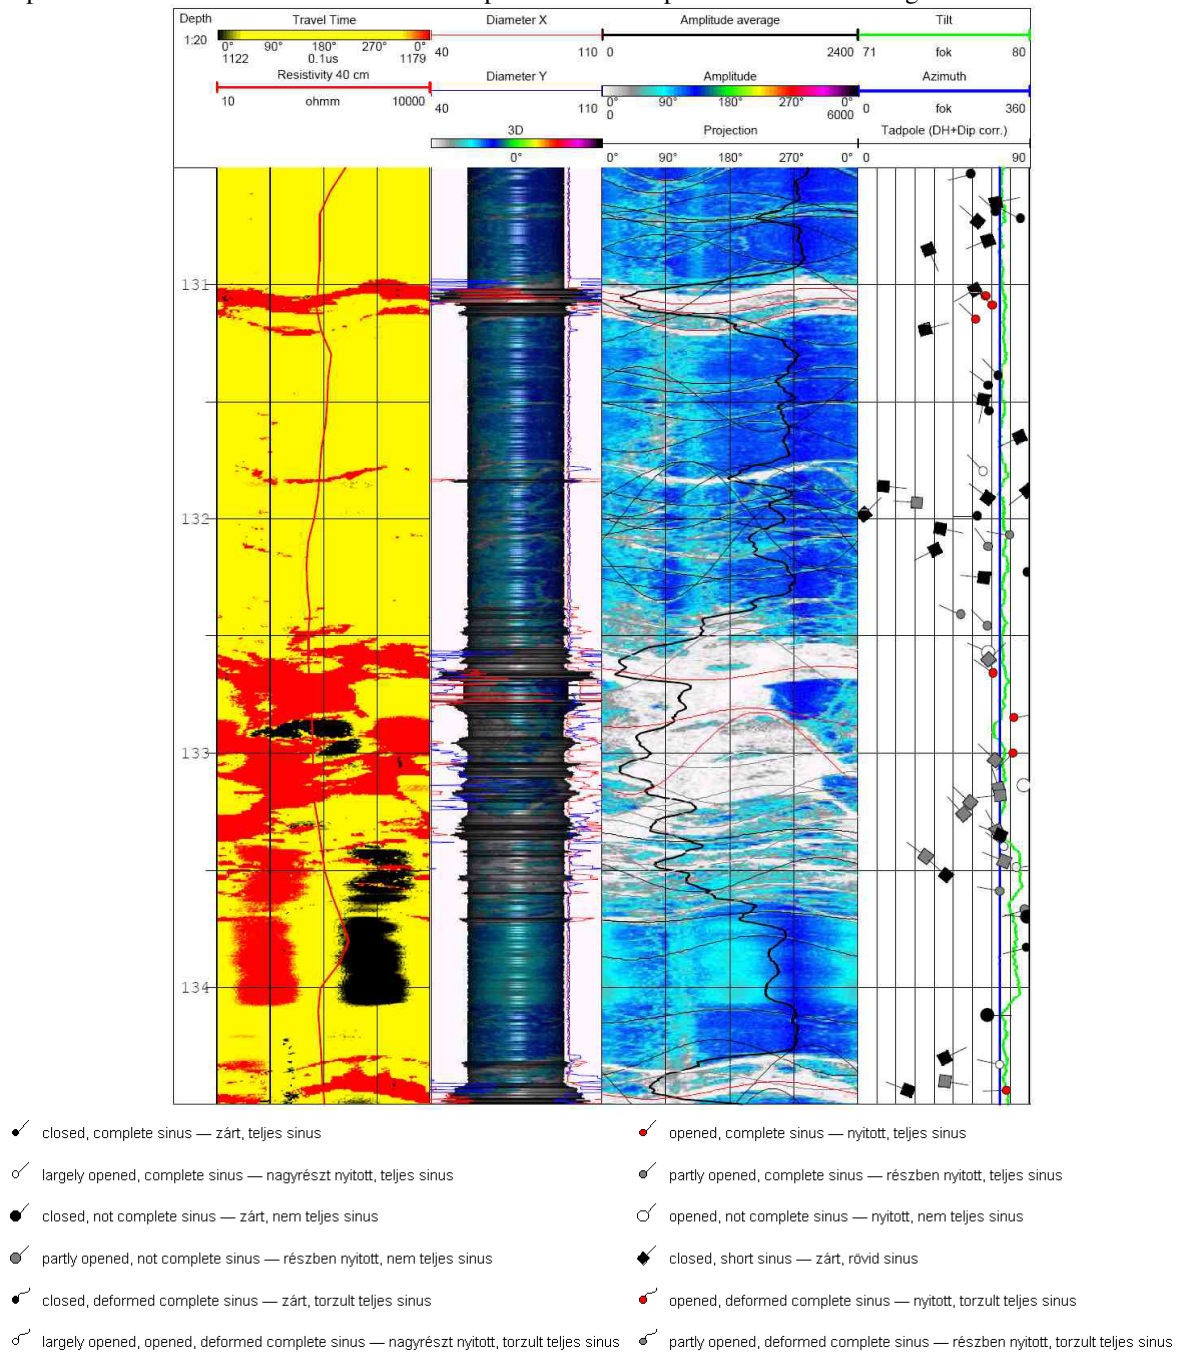 Depth Travel Time Diameter X Amplitude average Tilt
1:20 0° 90° 180° 270° 0° 40 110 0 2400 71 fok 80
1122 0.1us 1179
Resistivity 40 cm Diameter Y Amplitude Azimuth
10 ohmm 10000 40 110 0° 90° 180° 270° 0° 0 fok 360
0 6000
3D Projection Tadpole (DH+Dip corr.)
0° 0° 90° 180° 270° 0° 0 90
131
132
133
134
closed, complete sinus — zárt, teljes sinus
opened, complete sinus — nyitott, teljes sinus
largely opened, complete sinus — nagyrészt nyitott, teljes sinus
partly opened, complete sinus — részben nyitott, teljes sinus
closed, not complete sinus — zárt, nem teljes sinus
opened, not complete sinus — nyitott, nem teljes sinus
partly opened, not complete sinus — részben nyitott, nem teljes sinus
closed, short sinus — zárt, rövid sinus
closed, deformed complete sinus — zárt, torzult teljes sinus
opened, deformed complete sinus — nyitott, torzult teljes sinus
largely opened, opened, deformed complete sinus — nagyrészt nyitott, torzult teljes sinus
partly opened, deformed complete sinus — részben nyitott, torzult teljes sinus